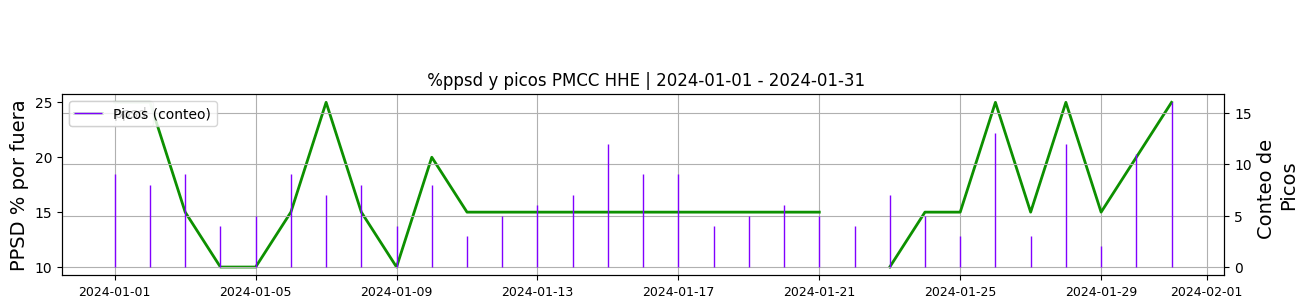 %ppsd y picos PMCC HHE | 2024-01-01 - 2024-01-31
PPSD % por fuera
25
20
15
10
Picos (conteo)
15
10
5
0
Conteo de
Picos
2024-01-01 2024-01-05 2024-01-09 2024-01-13 2024-01-17 2024-01-21 2024-01-25 2024-01-29 2024-02-01